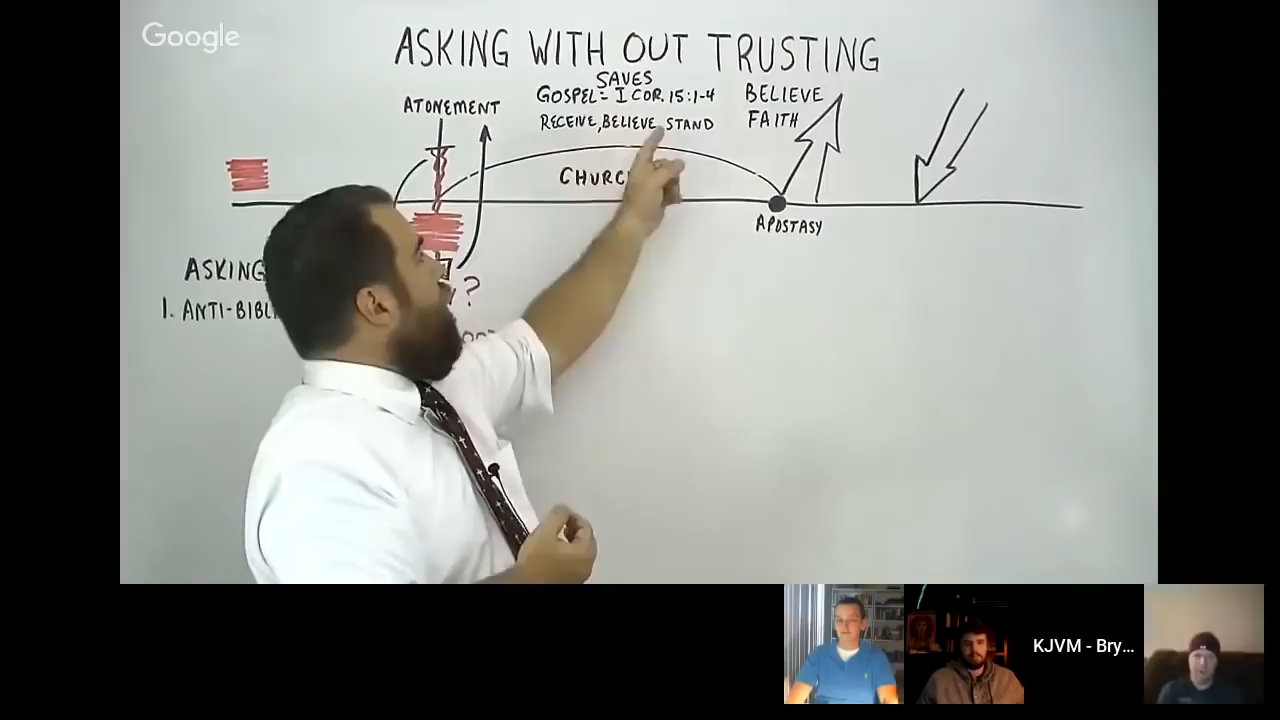 Google
ASKING WITH OUT TRUSTING
SAVES
GOSPEL= I COR. 15:1-4
RECEIVE, BELIEVE, STAND
BELIEVE
FAITH
ATONEMENT
CHURC
APOSTASY
ASKING
?
1. ANTI-BIBL
KJVM - Bry...